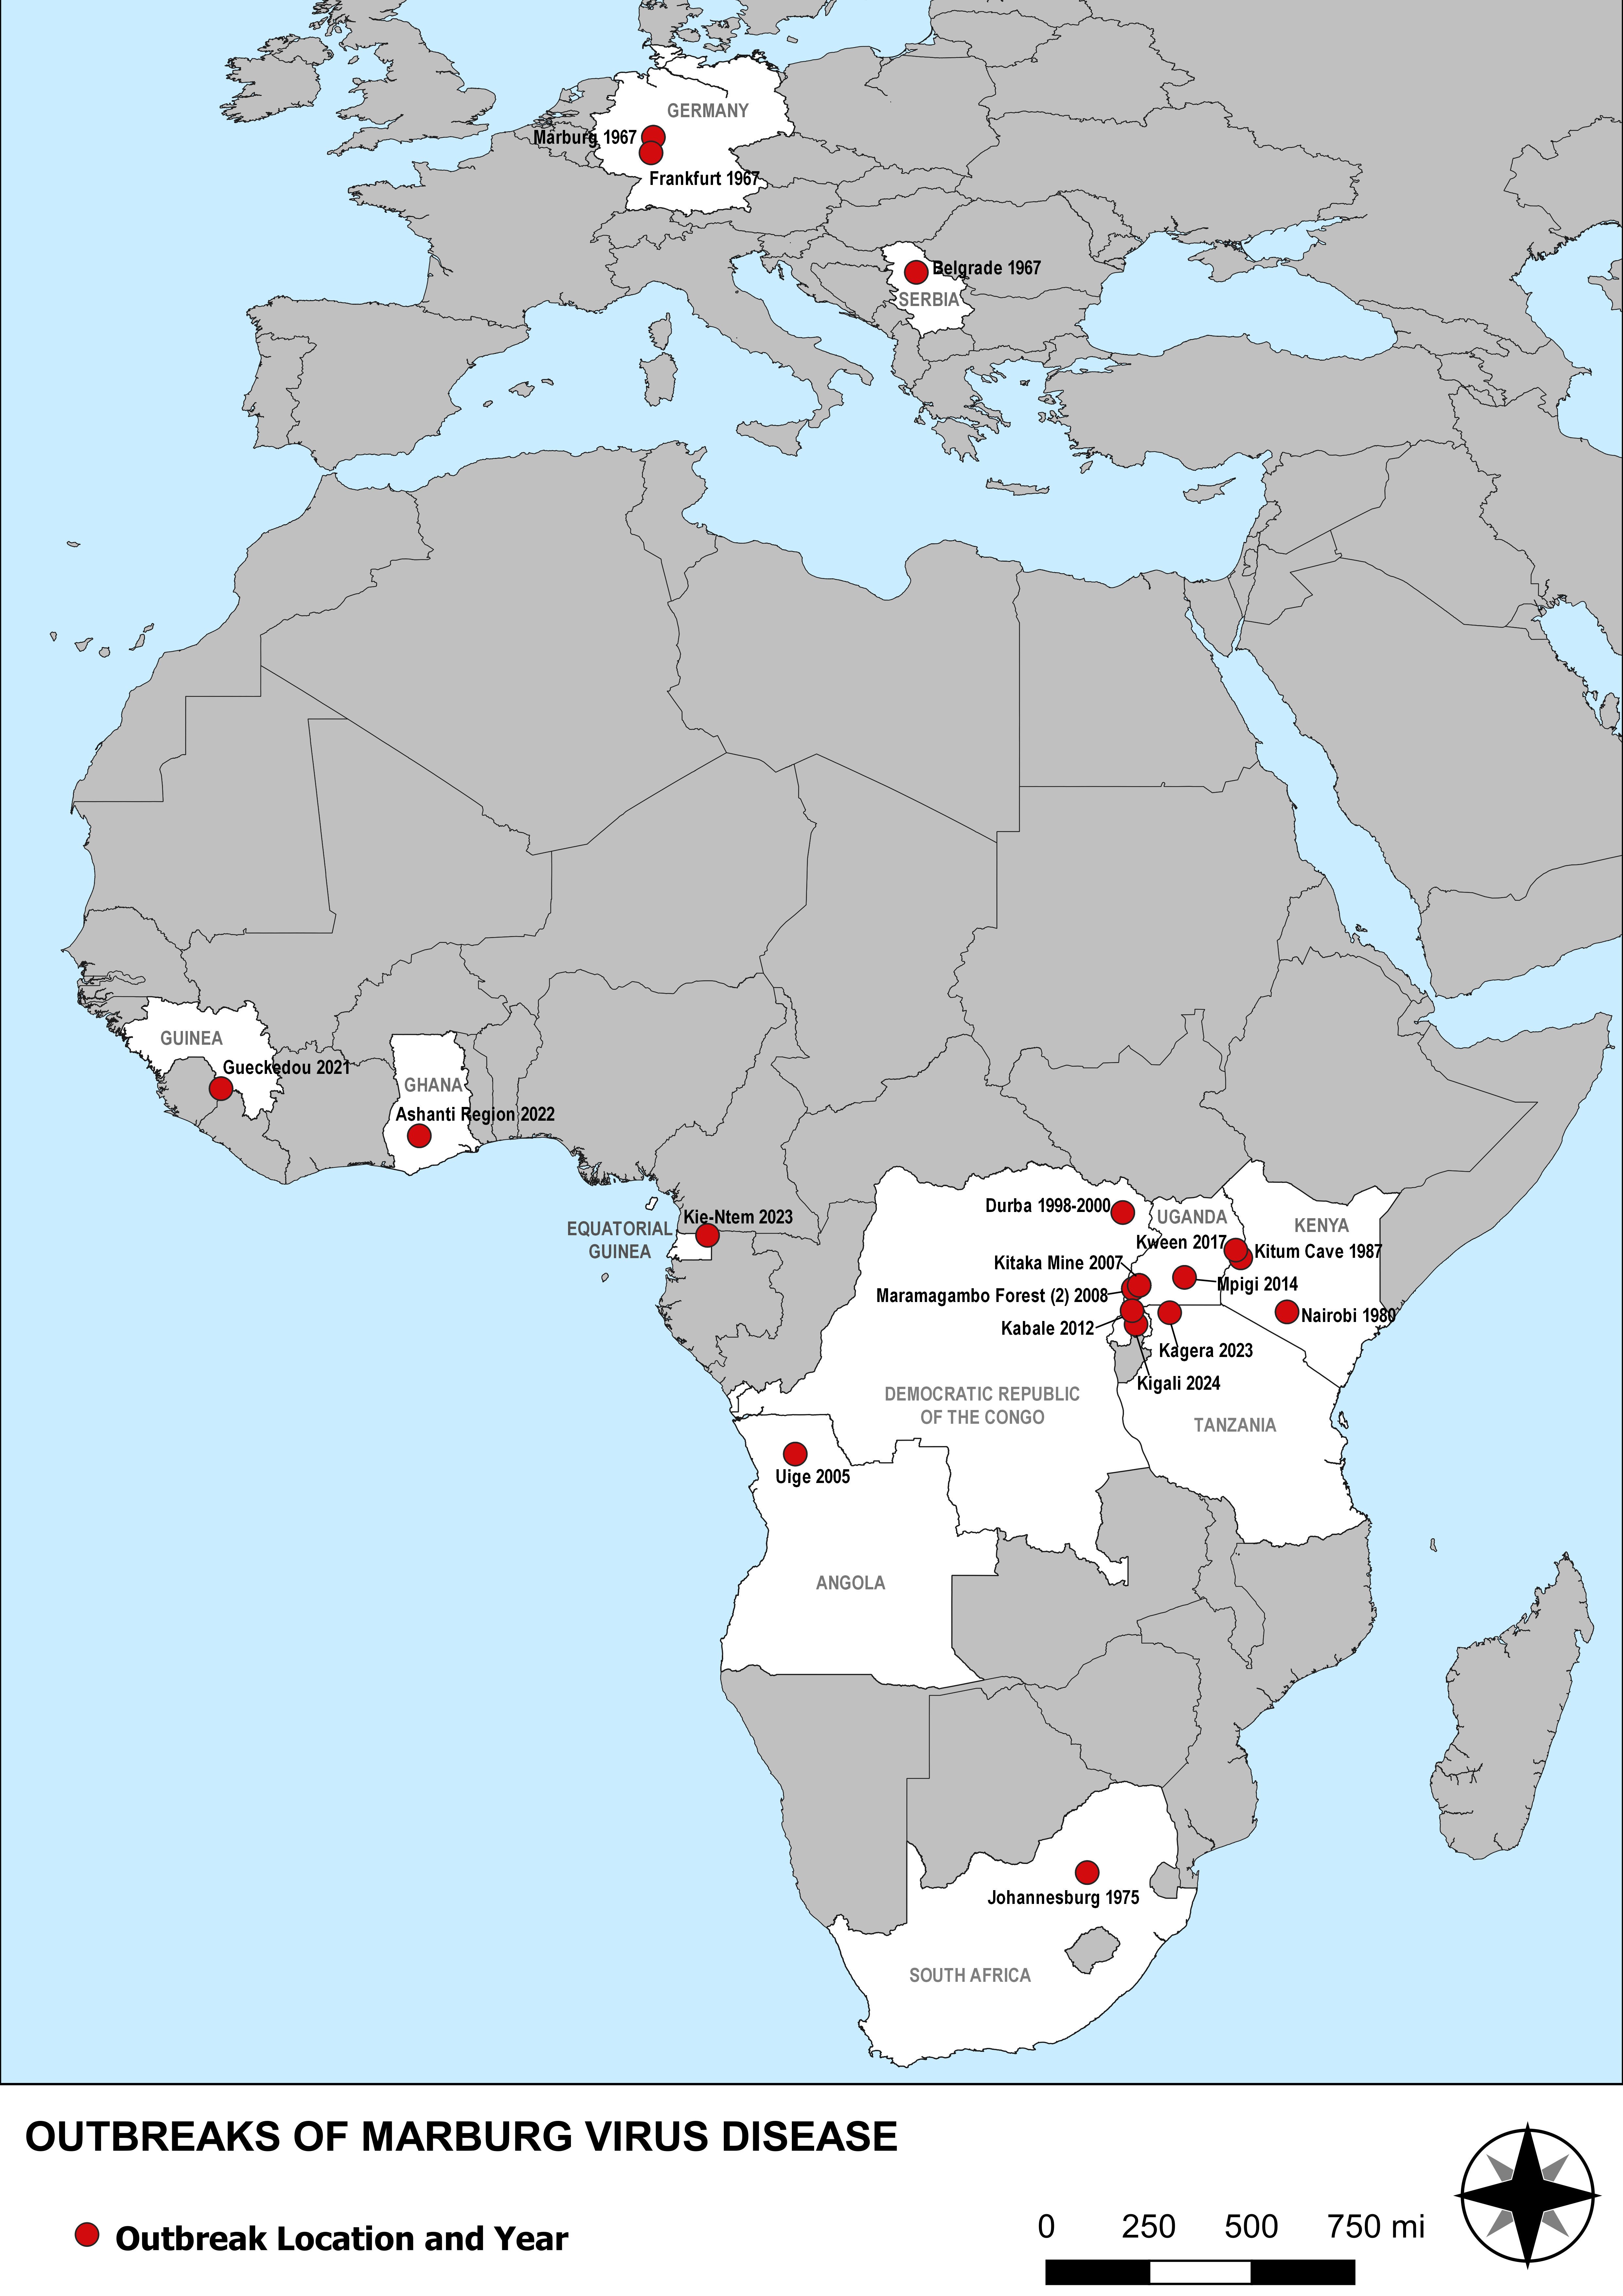 GERMANY
Marburg 1967
Frankfurt 1967
Belgrade 1967
SERBIA
GUINEA
Gueckedou 2021
GHANA
Ashanti Region 2022
Kie-Ntem 2023
EQUATORIAL
GUINEA
Durba 1998-2000
UGANDA
KENYA
Kween 2017
Kitum Cave 1987
Kitaka Mine 2007
Mpigi 2014
Maramagambo Forest (2) 2008
Nairobi 1980
Kabale 2012
Kagera 2023
Kigali 2024
DEMOCRATIC REPUBLIC
OF THE CONGO
TANZANIA
Uige 2005
ANGOLA
Johannesburg 1975
SOUTH AFRICA
OUTBREAKS OF MARBURG VIRUS DISEASE
Outbreak Location and Year
0 250 500 750 mi